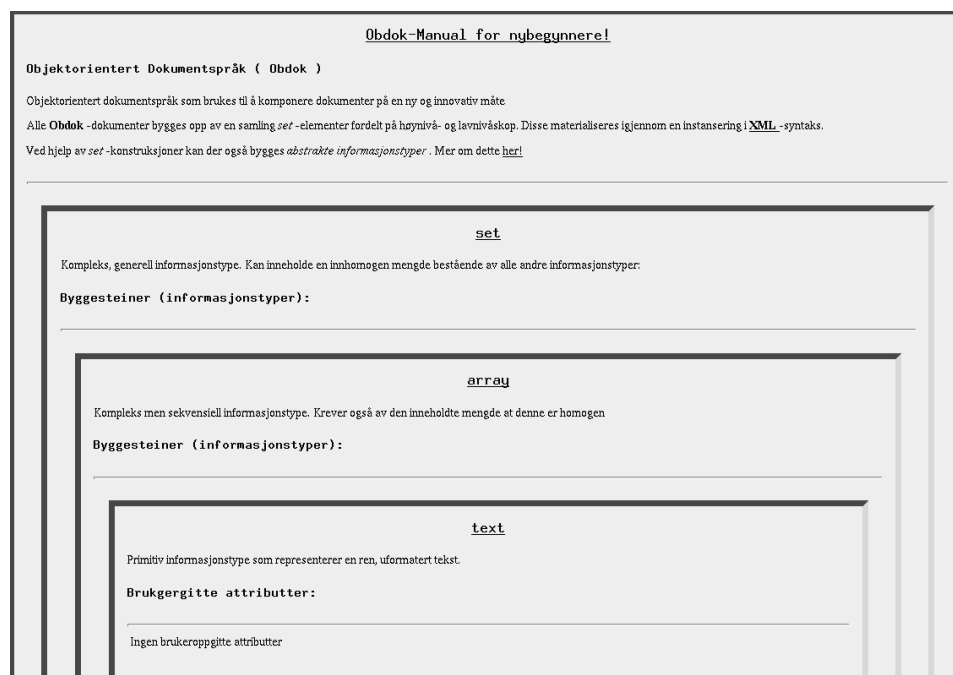 Obdok-Manual for nybegynnere!
Objektorientert Dokumentspråk ( Obdok )
Objektorientert dokumentspråk som brukes til å komponere dokumenter på en ny og innovativ måte
Alle Obdok -dokumenter bygges opp av en samling set -elementer fordelt på høynivå- og lavnivåskop. Disse materialiseres igjennom en instansering i XML -syntaks.
Ved hjelp av set -konstruksjoner kan der også bygges abstrakte informasjonstyper . Mer om dette her!
set
Kompleks, generell informasjonstype. Kan inneholde en innhomogen mengde bestående av alle andre informasjonstyper:
Byggesteiner (informasjonstyper):
array
Kompleks men sekvensiell informasjonstype. Krever også av den inneholdte mengde at denne er homogen
Byggesteiner (informasjonstyper):
text
Primitiv informasjonstype som representerer en ren, uformatert tekst.
Brukgergitte attributter:
Ingen brukeroppgitte attributter